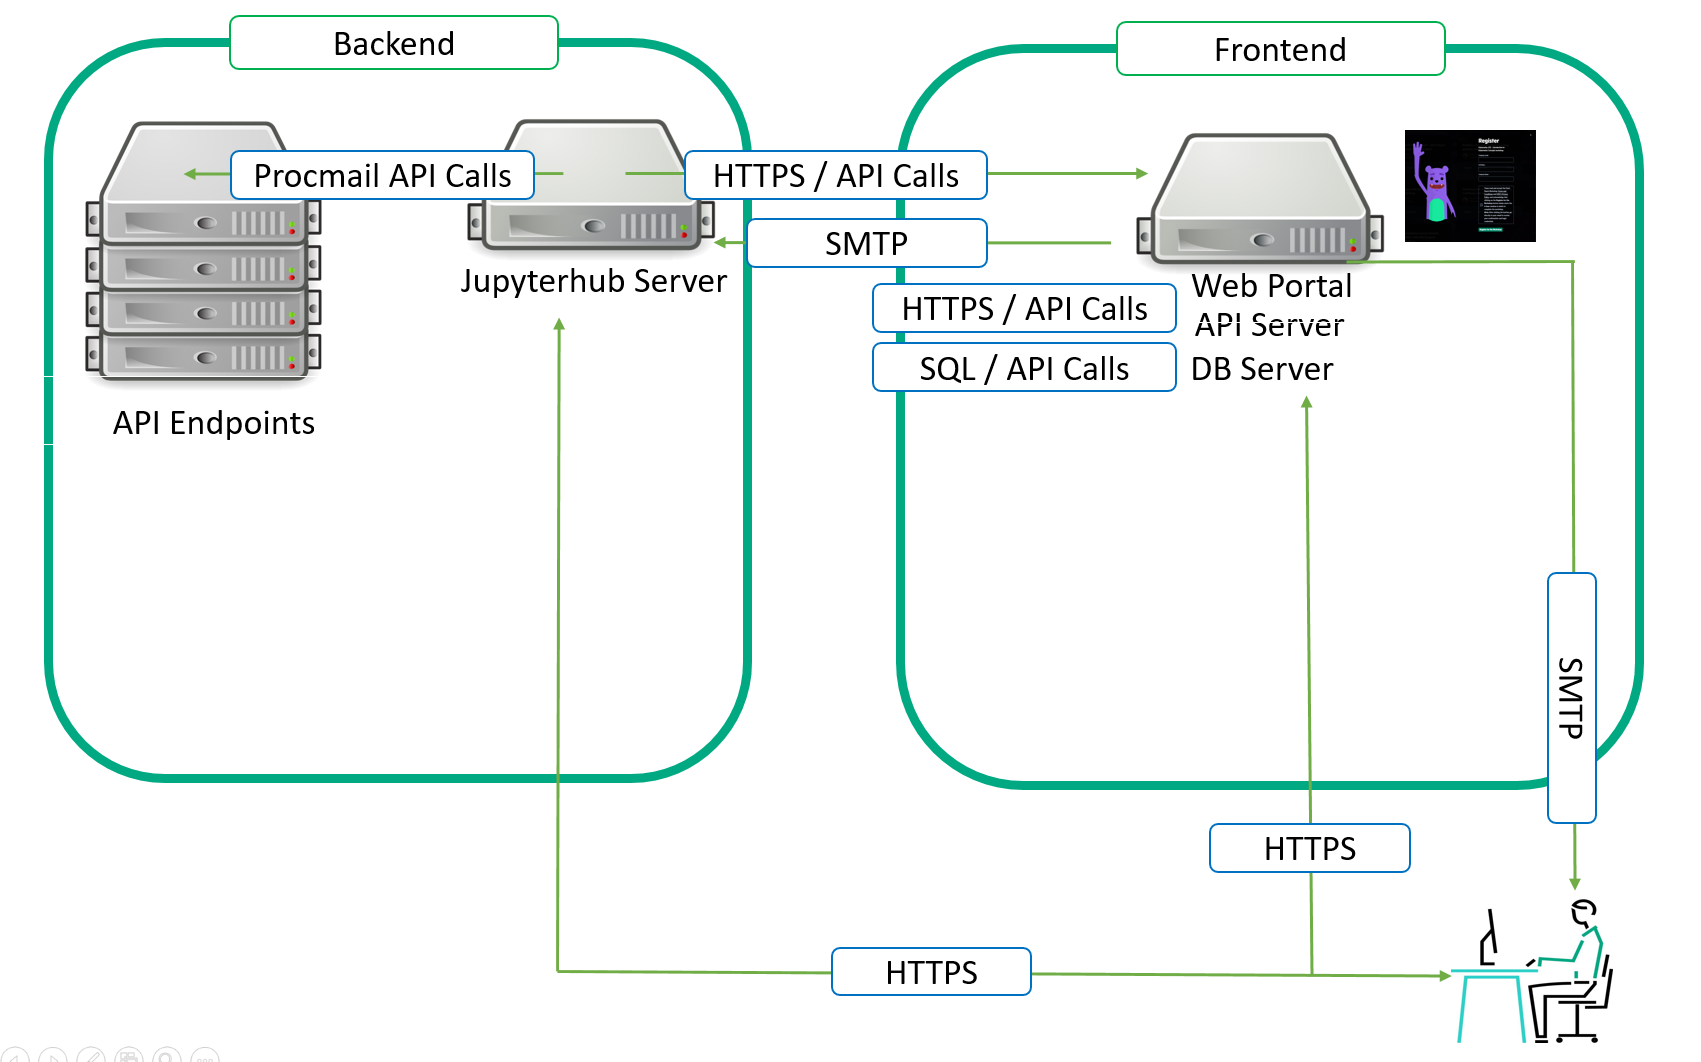 Backend
Frontend
Procmail API Calls
HTTPS / API Calls
Register
SMTP
Jupyterhub Server
Web Portal
HTTPS / API Calls
API Server
SQL / API Calls
DB Server
API Endpoints
SMTP
HTTPS
HTTPS